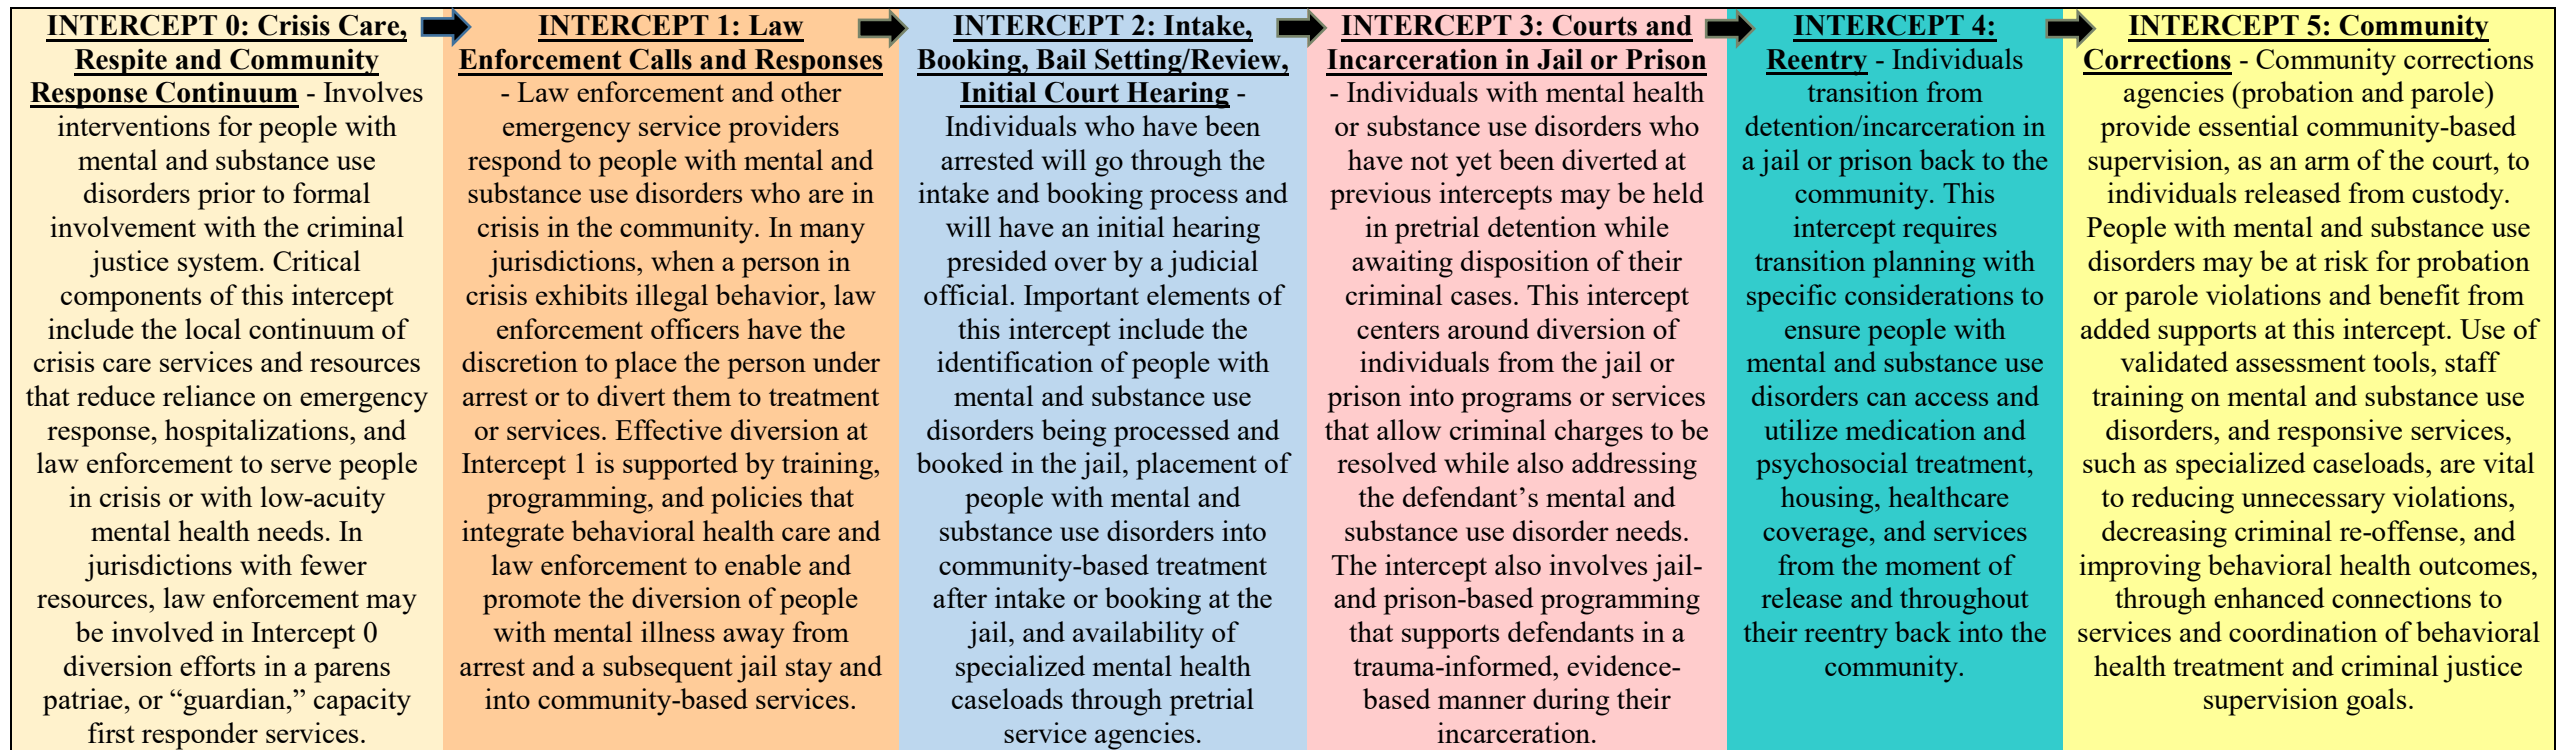 INTERCEPT 0: Crisis Care,
Respite and Community
Response Continuum - Involves
interventions for people with
mental and substance use
disorders prior to formal
involvement with the criminal
justice system. Critical
components of this intercept
include the local continuum of
crisis care services and resources
that reduce reliance on emergency
response, hospitalizations, and
law enforcement to serve people
in crisis or with low-acuity
mental health needs. In
jurisdictions with fewer
resources, law enforcement may
be involved in Intercept 0
diversion efforts in a parens
patriae, or “guardian,” capacity
first responder services.
INTERCEPT 1: Law
Enforcement Calls and Responses
- Law enforcement and other
emergency service providers
respond to people with mental and
substance use disorders who are in
crisis in the community. In many
jurisdictions, when a person in
crisis exhibits illegal behavior, law
enforcement officers have the
discretion to place the person under
arrest or to divert them to treatment
or services. Effective diversion at
Intercept 1 is supported by training,
programming, and policies that
integrate behavioral health care and
law enforcement to enable and
promote the diversion of people
with mental illness away from
arrest and a subsequent jail stay and
into community-based services.
INTERCEPT 2: Intake,
Booking, Bail Setting/Review,
Initial Court Hearing -
Individuals who have been
arrested will go through the
intake and booking process and
will have an initial hearing
presided over by a judicial
official. Important elements of
this intercept include the
identification of people with
mental and substance use
disorders being processed and
booked in the jail, placement of
people with mental and
substance use disorders into
community-based treatment
after intake or booking at the
jail, and availability of
specialized mental health
caseloads through pretrial
service agencies.
INTERCEPT 3: Courts and
Incarceration in Jail or Prison
- Individuals with mental health
or substance use disorders who
have not yet been diverted at
previous intercepts may be held
in pretrial detention while
awaiting disposition of their
criminal cases. This intercept
centers around diversion of
individuals from the jail or
prison into programs or services
that allow criminal charges to be
resolved while also addressing
the defendant’s mental and
substance use disorder needs.
The intercept also involves jail-
and prison-based programming
that supports defendants in a
trauma-informed, evidence-
based manner during their
incarceration.
INTERCEPT 4:
Reentry - Individuals
transition from
detention/incarceration in
a jail or prison back to the
community. This
intercept requires
transition planning with
specific considerations to
ensure people with
mental and substance use
disorders can access and
utilize medication and
psychosocial treatment,
housing, healthcare
coverage, and services
from the moment of
release and throughout
their reentry back into the
community.
INTERCEPT 5: Community
Corrections - Community corrections
agencies (probation and parole)
provide essential community-based
supervision, as an arm of the court, to
individuals released from custody.
People with mental and substance use
disorders may be at risk for probation
or parole violations and benefit from
added supports at this intercept. Use of
validated assessment tools, staff
training on mental and substance use
disorders, and responsive services,
such as specialized caseloads, are vital
to reducing unnecessary violations,
decreasing criminal re-offense, and
improving behavioral health outcomes,
through enhanced connections to
services and coordination of behavioral
health treatment and criminal justice
supervision goals.